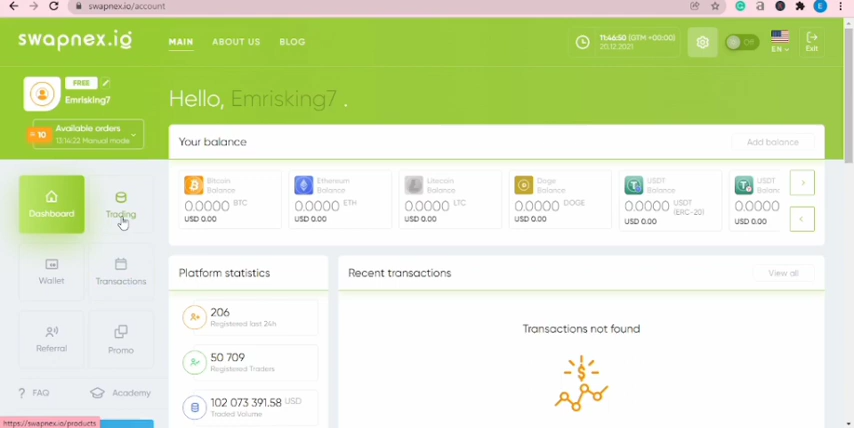 swapnex.io/account
E
swapnex.io
MAIN
ABOUT US
BLOG
11:46:50 (GTM +00:00)
20.12.2021
Off
EN
Exit
FREE
Emrisking7
Available orders
10
13:14:22 Manual mode
Hello, Emrisking7 .
Your balance
Add balance
Bitcoin
Balance
0.0000 BTC
USD 0.00
Ethereum
Balance
0.0000 ETH
USD 0.00
Litecoin
Balance
0.0000 LTC
USD 0.00
Doge
Balance
0.0000 DOGE
USD 0.00
USDT
Balance
0.0000 USDT
(ERC-20)
USD 0.00
USDT
Balanc
0.0000
USD 0.00
Dashboard
Trading
Wallet
Transactions
Referral
Promo
? FAQ
Academy
Platform statistics
206
Registered last 24h
50 709
Registered Traders
102 073 391.58 USD
Traded Volume
Recent transactions
View all
Transactions not found
https://swapnex.io/products